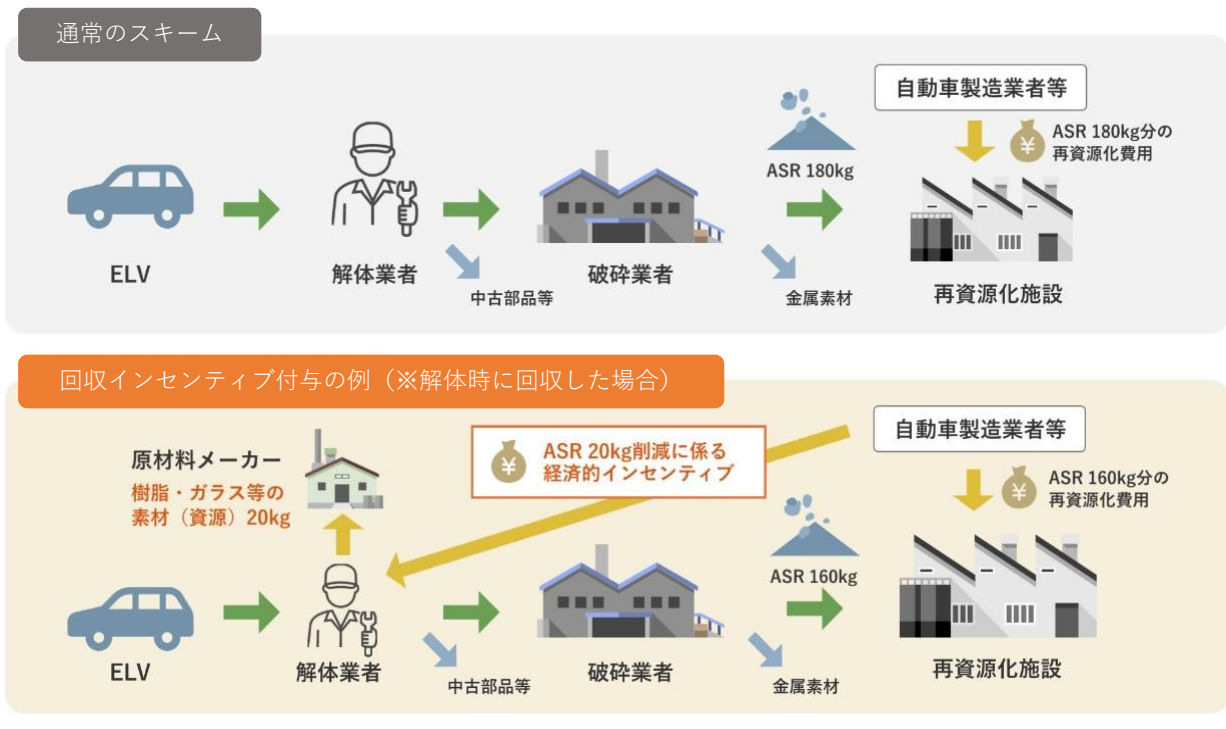 通常のスキーム
自動車製造業者等
ASR 180kg分の
再資源化費用
ASR 180kg
ELV
解体業者
中古部品等
破砕業者
金属素材
再資源化施設
回収インセンティブ付与の例（※解体時に回収した場合）
原材料メーカー
樹脂・ガラス等の
素材（資源）20kg
ASR 20kg削減に係る
経済的インセンティブ
自動車製造業者等
ASR 160kg分の
再資源化費用
ASR 160kg
ELV
解体業者
中古部品等
破砕業者
金属素材
再資源化施設